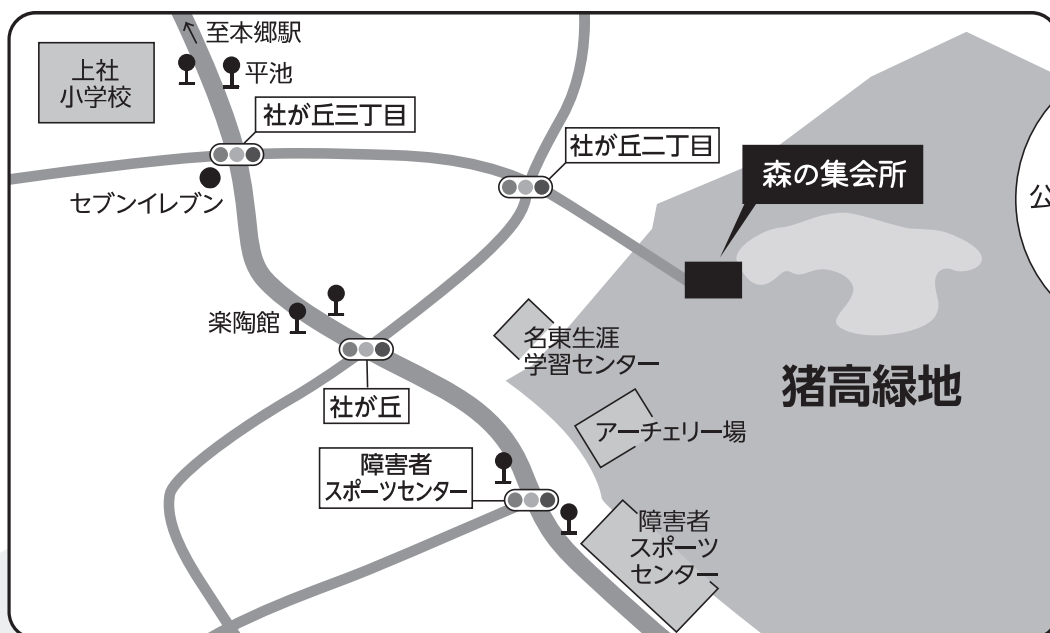 ↑至本郷駅
上社
小学校
平池
社が丘三丁目
社が丘二丁目
森の集会所
公
セブンイレブン
楽陶館
名東生涯
学習センター
猪高緑地
社が丘
アーチェリー場
障害者
スポーツセンター
障害者
スポーツ
センター